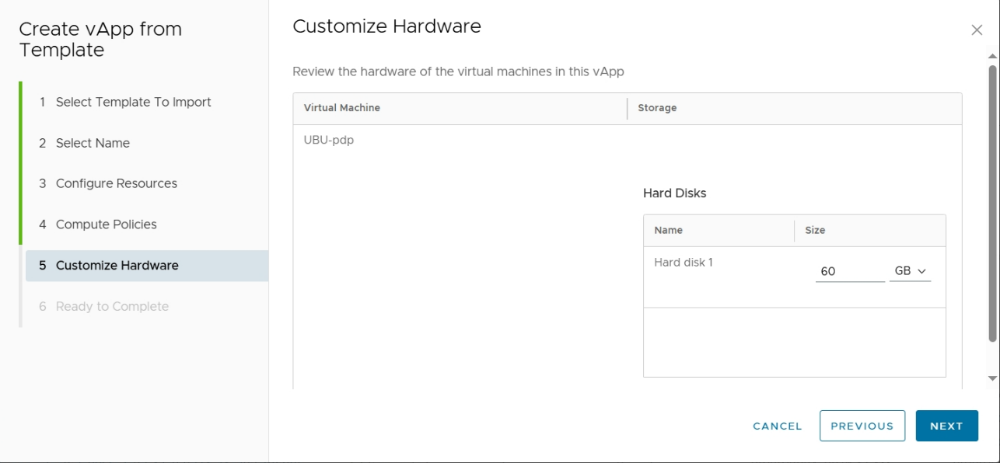 Create vApp from
Template
1 Select Template To Import
2 Select Name
3 Configure Resources
4 Compute Policies
5 Customize Hardware
6 Ready to Complete
Customize Hardware
Review the hardware of the virtual machines in this vApp
Virtual Machine Storage
UBU-pdp
Hard Disks
Name Size
Hard disk 1 60 GB
CANCEL PREVIOUS NEXT